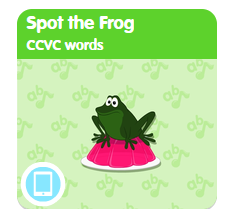 Spot the Frog
CCVC words